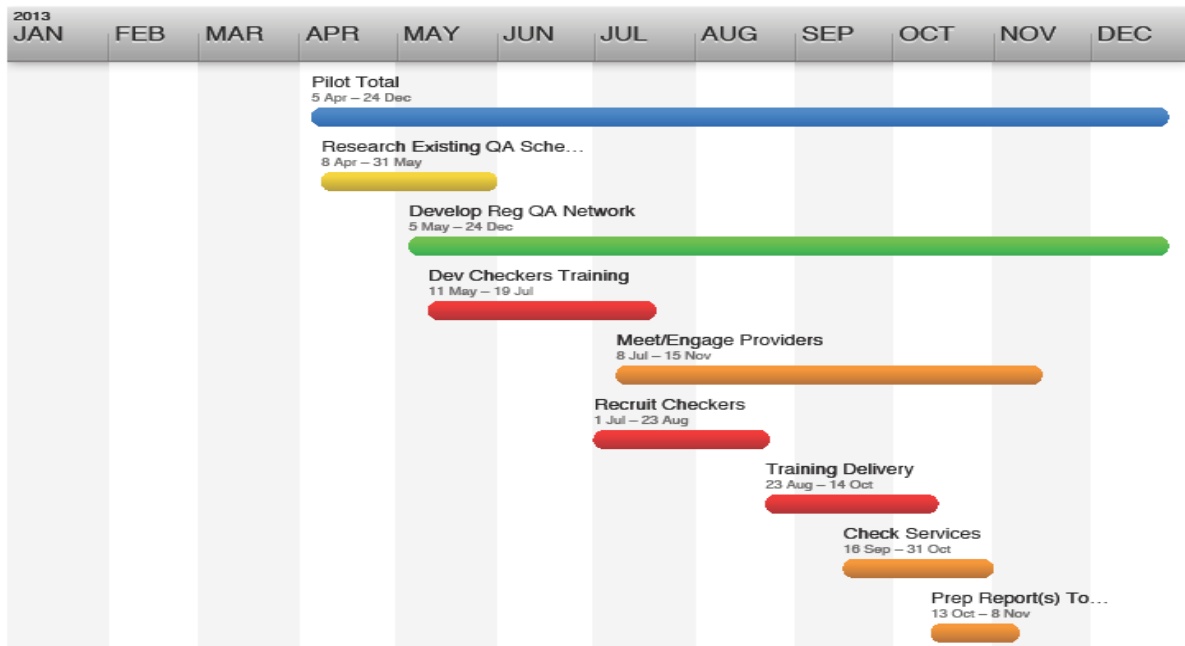 2013
JAN FEB MAR APR MAY JUN JUL AUG SEP OCT NOV DEC
Pilot Total
5 Apr – 24 Dec
Research Existing QA Sche…
8 Apr – 31 May
Develop Reg QA Network
5 May – 24 Dec
Dev Checkers Training
11 May – 19 Jul
Meet/Engage Providers
8 Jul – 15 Nov
Recruit Checkers
1 Jul – 23 Aug
Training Delivery
23 Aug – 14 Oct
Check Services
16 Sep – 31 Oct
Prep Report(s) To…
13 Oct – 8 Nov